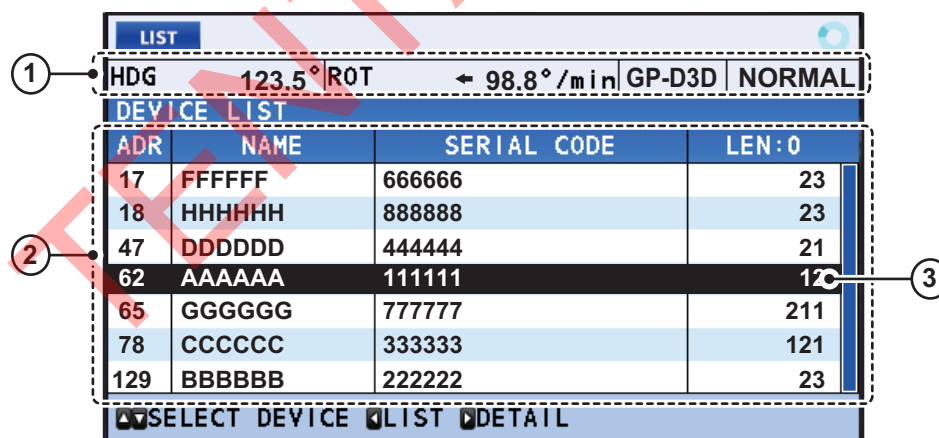 LIST
1
HDG 123.5° ROT ← 98.8°/min GP-D3D NORMAL
DEVICE LIST
ADR NAME SERIAL CODE LEN:0
17 FFFFFF 666666 23
18 HHHHHH 888888 23
2
47 DDDDDD 444444 21
62 AAAAAA 111111 12
3
65 GGGGGG 777777 211
78 CCCCCC 333333 121
129 BBBBBB 222222 23
▲▼SELECT DEVICE ◀LIST ▶DETAIL